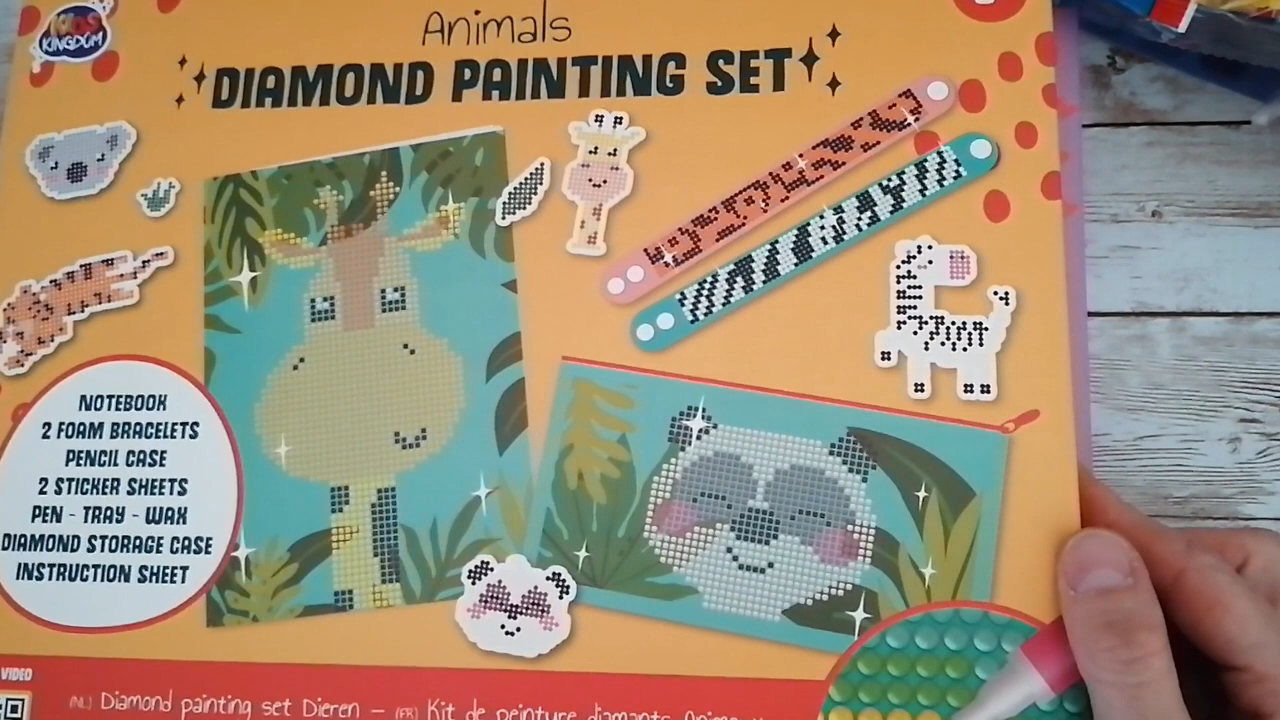 KIDS
KINGDOM
Animals
DIAMOND PAINTING SET
NOTEBOOK
2 FOAM BRACELETS
PENCIL CASE
2 STICKER SHEETS
PEN - TRAY - WAX
DIAMOND STORAGE CASE
INSTRUCTION SHEET
VIDEO
(NL) Diamond painting set Dieren - (FR) Kit de peinture diamants